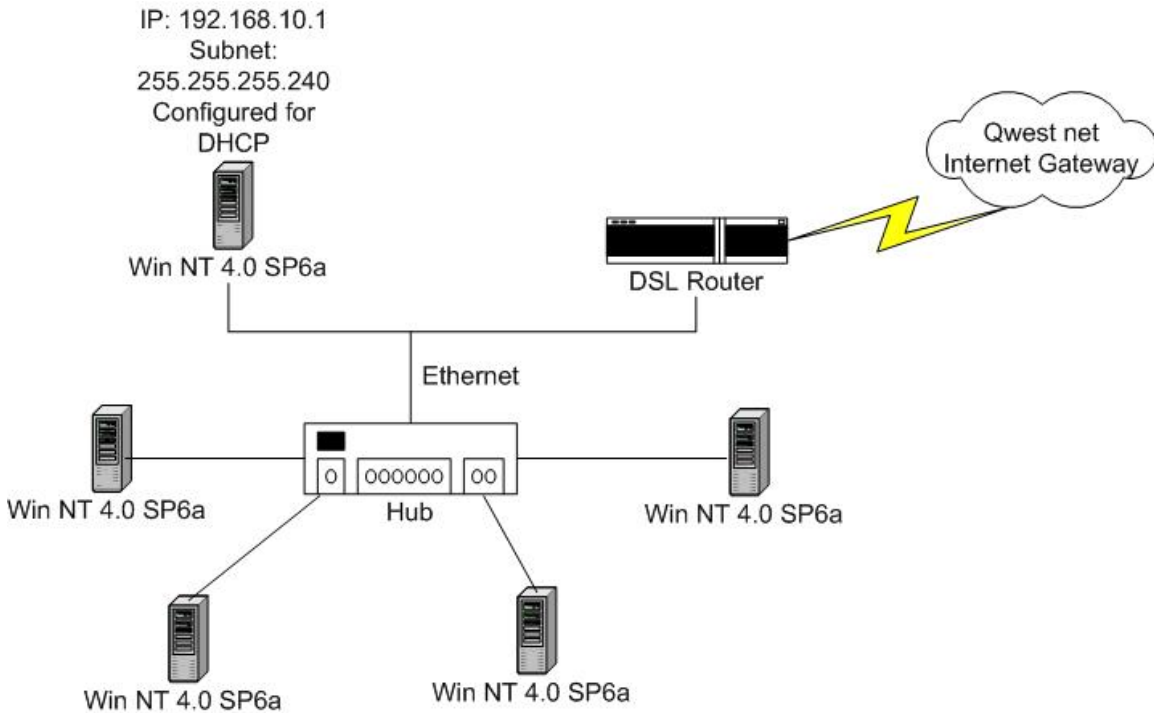 IP: 192.168.10.1
Subnet:
255.255.255.240
Configured for
DHCP
Win NT 4.0 SP6a
Qwest net
Internet Gateway
DSL Router
Ethernet
Win NT 4.0 SP6a
Hub
Win NT 4.0 SP6a
Win NT 4.0 SP6a
Win NT 4.0 SP6a